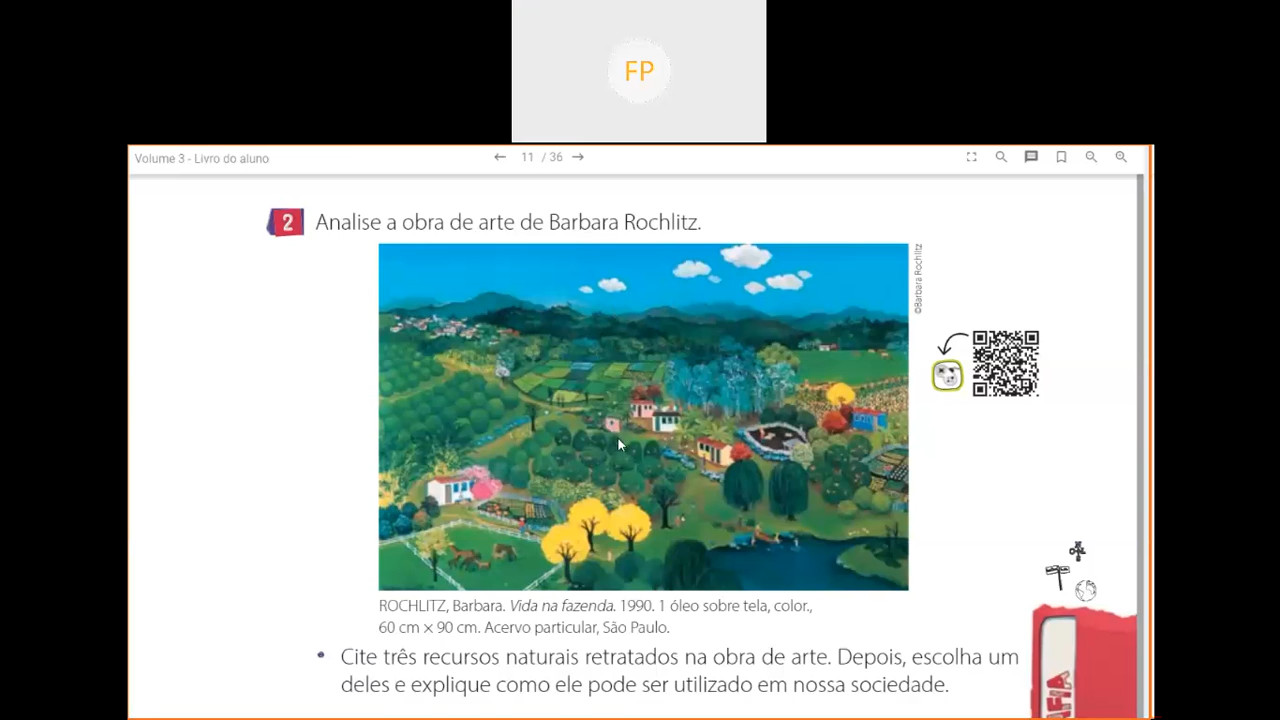 FP
Volume 3 - Livro do aluno
11 / 36
2 Analise a obra de arte de Barbara Rochlitz.
©Barbara Rochlitz
ROCHLITZ, Barbara. Vida na fazenda. 1990. 1 óleo sobre tela, color.,
60 cm × 90 cm. Acervo particular, São Paulo.
• Cite três recursos naturais retratados na obra de arte. Depois, escolha um
deles e explique como ele pode ser utilizado em nossa sociedade.
FIA